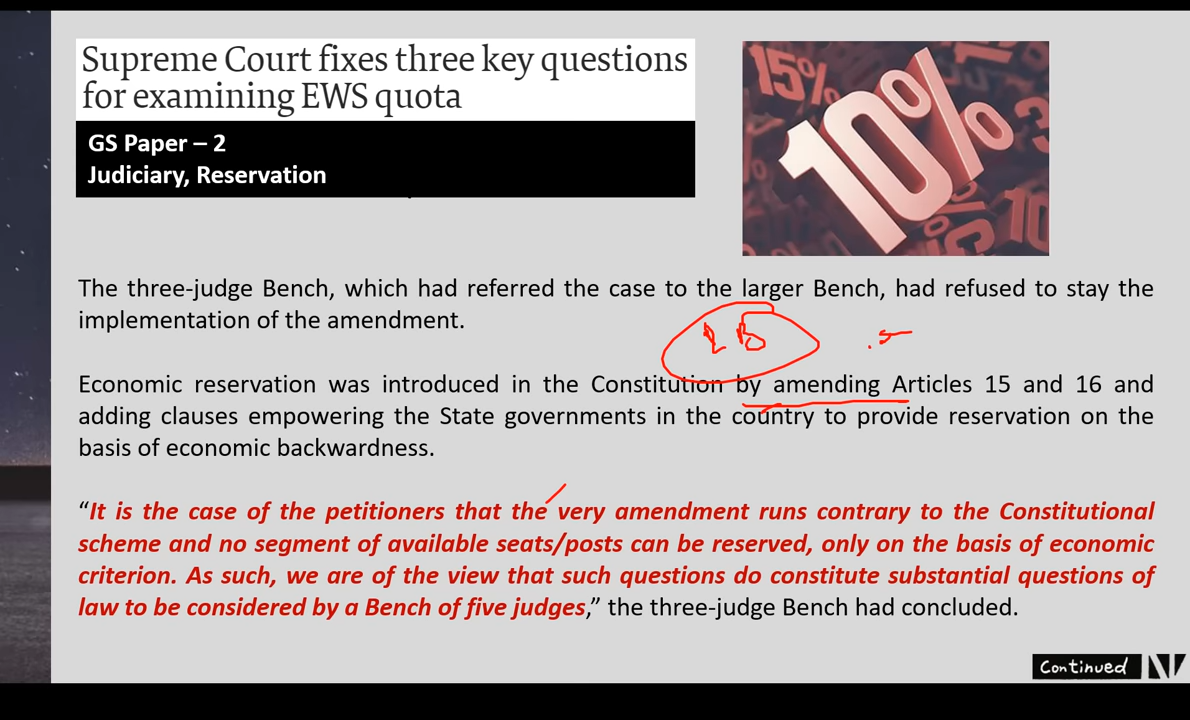 Supreme Court fixes three key questions
for examining EWS quota
GS Paper – 2
Judiciary, Reservation
15%
10%
10
The three-judge Bench, which had referred the case to the larger Bench, had refused to stay the
implementation of the amendment.
Economic reservation was introduced in the Constitution by amending Articles 15 and 16 and
adding clauses empowering the State governments in the country to provide reservation on the
basis of economic backwardness.
“It is the case of the petitioners that the very amendment runs contrary to the Constitutional
scheme and no segment of available seats/posts can be reserved, only on the basis of economic
criterion. As such, we are of the view that such questions do constitute substantial questions of
law to be considered by a Bench of five judges,” the three-judge Bench had concluded.
Continued